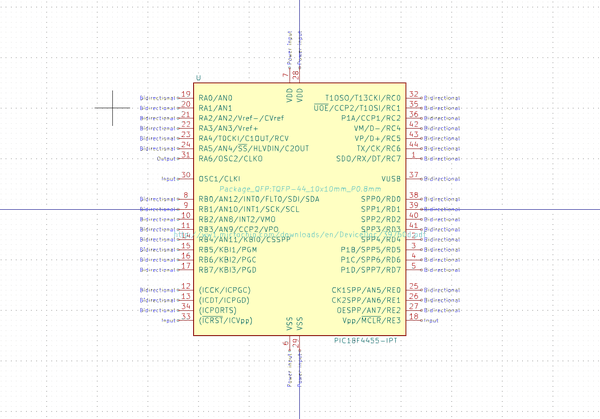 Power input Power input
7 28
U
VDD VDD
Bidirectional 19 RA0/AN0 T1OSO/T13CKI/RC0 32 Bidirectional
Bidirectional 20 RA1/AN1 UOE/CCP2/T1OSI/RC1 35 Bidirectional
Bidirectional 21 RA2/AN2/Vref-/CVref P1A/CCP1/RC2 36 Bidirectional
Bidirectional 22 RA3/AN3/Vref+ VM/D-/RC4 42 Bidirectional
Bidirectional 23 RA4/T0CKI/C1OUT/RCV VP/D+/RC5 43 Bidirectional
Bidirectional 24 RA5/AN4/SS/HLVDIN/C2OUT TX/CK/RC6 44 Bidirectional
Output 31 RA6/OSC2/CLKO SDO/RX/DT/RC7 1 Bidirectional
Input 30 OSC1/CLKI VUSB 37 Bidirectional
Package_QFP:TQFP-44_10x10mm_P0.8mm
Bidirectional 8 RB0/AN12/INT0/FLT0/SDI/SDA SPP0/RD0 38 Bidirectional
Bidirectional 9 RB1/AN10/INT1/SCK/SCL SPP1/RD1 39 Bidirectional
Bidirectional 10 RB2/AN8/INT2/VMO SPP2/RD2 40 Bidirectional
Bidirectional 11 RB3/AN9/CCP2/VPO SPP3/RD3 41 Bidirectional
Bidirectional 14 RB4/AN11/KBI0/CSSPP SPP4/RD4 2 Bidirectional
Bidirectional 15 RB5/KBI1/PGM P1B/SPP5/RD5 3 Bidirectional
Bidirectional 16 RB6/KBI2/PGC P1C/SPP6/RD6 4 Bidirectional
Bidirectional 17 RB7/KBI3/PGD P1D/SPP7/RD7 5 Bidirectional
Bidirectional 12 (ICCK/ICPGC) CK1SPP/AN5/RE0 25 Bidirectional
Bidirectional 13 (ICDT/ICPGD) CK2SPP/AN6/RE1 26 Bidirectional
Bidirectional 34 (ICPORTS) OESPP/AN7/RE2 27 Bidirectional
Input 33 (ICRST/ICVpp) Vpp/MCLR/RE3 18 Input
VSS VSS
6 29
PIC18F4455-IPT
Power input Power input